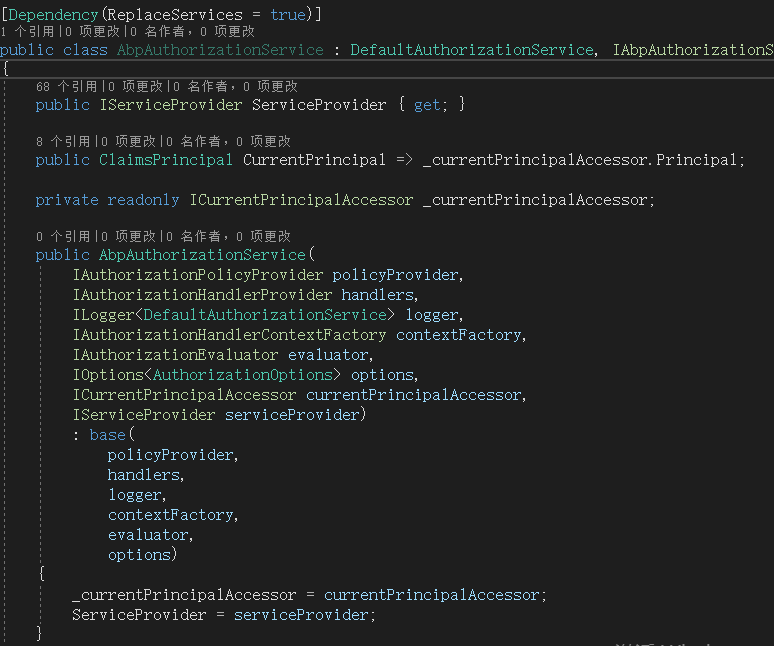 [Dependency(ReplaceServices = true)]
1 个引用|0 项更改|0 名作者，0 项更改
public class AbpAuthorizationService : DefaultAuthorizationService, IAbpAuthorizationS
{
68 个引用|0 项更改|0 名作者，0 项更改
public IServiceProvider ServiceProvider { get; }
8 个引用|0 项更改|0 名作者，0 项更改
public ClaimsPrincipal CurrentPrincipal => _currentPrincipalAccessor.Principal;
private readonly ICurrentPrincipalAccessor _currentPrincipalAccessor;
0 个引用|0 项更改|0 名作者，0 项更改
public AbpAuthorizationService(
IAuthorizationPolicyProvider policyProvider,
IAuthorizationHandlerProvider handlers,
ILogger<DefaultAuthorizationService> logger,
IAuthorizationHandlerContextFactory contextFactory,
IAuthorizationEvaluator evaluator,
IOptions<AuthorizationOptions> options,
ICurrentPrincipalAccessor currentPrincipalAccessor,
IServiceProvider serviceProvider)
: base(
policyProvider,
handlers,
logger,
contextFactory,
evaluator,
options)
{
_currentPrincipalAccessor = currentPrincipalAccessor;
ServiceProvider = serviceProvider;
}